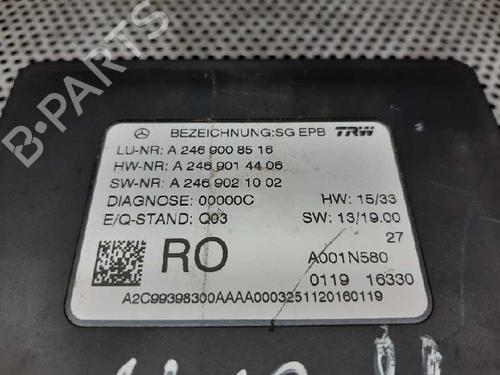 BEZEICHNUNG:SG EPB TRW
LU-NR: A 246 900 85 16
HW-NR: A 246 901 44 06
SW-NR: A 246 902 10 02
DIAGNOSE: 00000C HW: 15/33
E/Q-STAND: Q03 SW: 13/19.00
27
RO A001N580
0119 16330
A2C99398300AAAA0003251120160119
B-PARTS